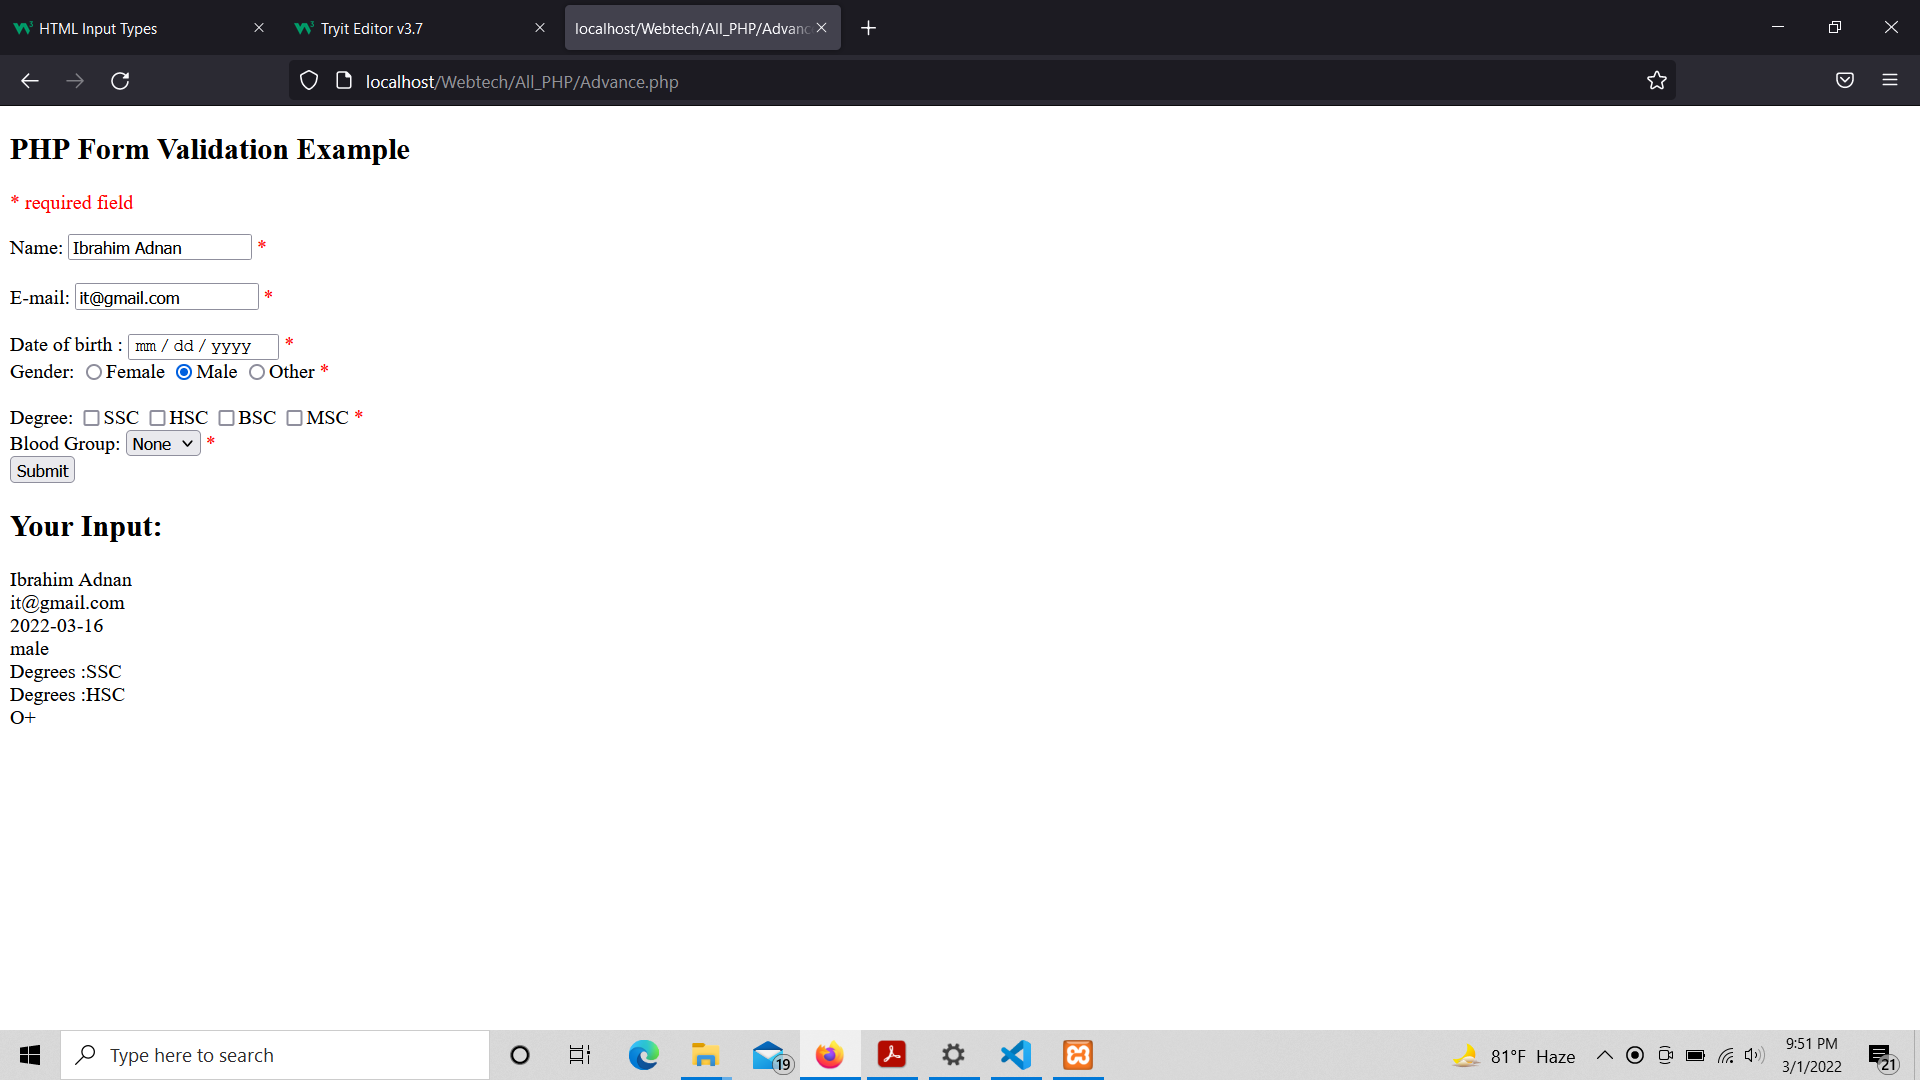 HTML Input Types
Tryit Editor v3.7
localhost/Webtech/All_PHP/Advanc
localhost/Webtech/All_PHP/Advance.php
PHP Form Validation Example
* required field
Name: Ibrahim Adnan *
E-mail: it@gmail.com *
Date of birth : mm / dd / yyyy *
Gender: Female Male Other *
Degree: SSC HSC BSC MSC *
Blood Group: None *
Submit
Your Input:
Ibrahim Adnan
it@gmail.com
2022-03-16
male
Degrees :SSC
Degrees :HSC
O+
Type here to search
19
81°F Haze
9:51 PM
3/1/2022
21